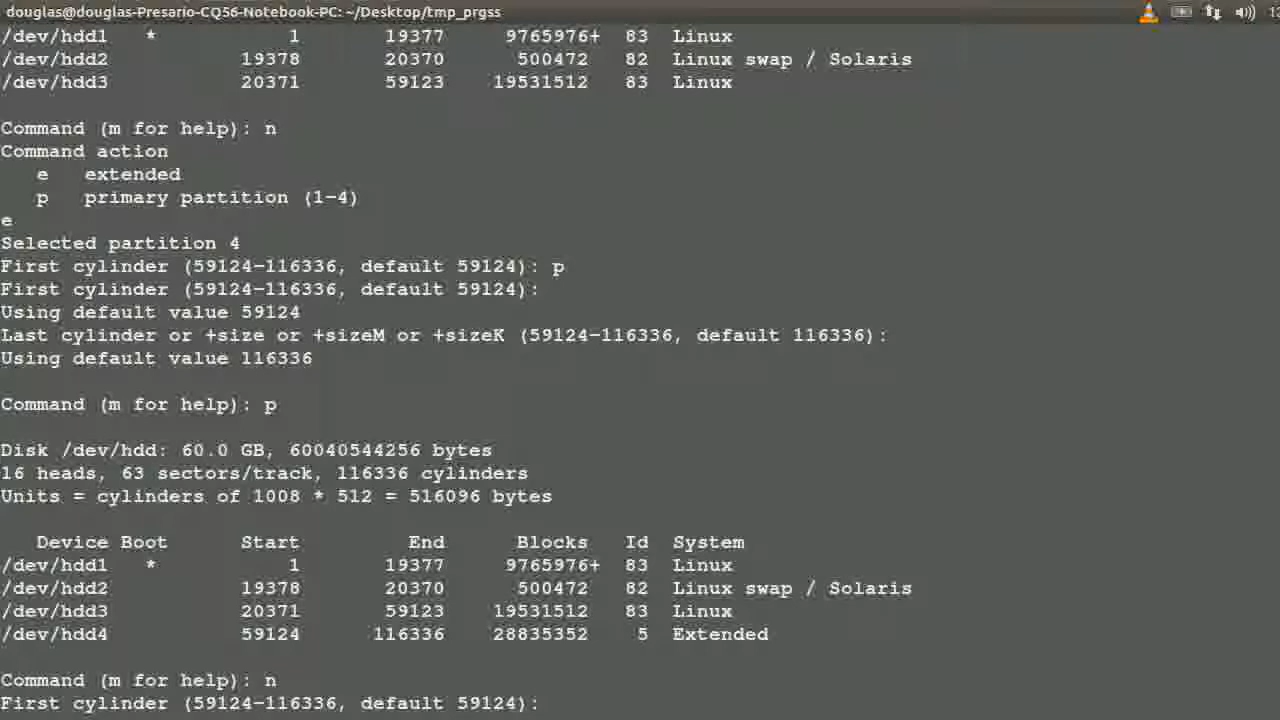 douglas@douglas-Presario-CQ56-Notebook-PC: ~/Desktop/tmp_prgss
/dev/hdd1   *           1       19377     9765976+  83  Linux
/dev/hdd2           19378       20370      500472   82  Linux swap / Solaris
/dev/hdd3           20371       59123    19531512   83  Linux
Command (m for help): n
Command action
   e   extended
   p   primary partition (1-4)
e
Selected partition 4
First cylinder (59124-116336, default 59124): p
First cylinder (59124-116336, default 59124):
Using default value 59124
Last cylinder or +size or +sizeM or +sizeK (59124-116336, default 116336):
Using default value 116336
Command (m for help): p
Disk /dev/hdd: 60.0 GB, 60040544256 bytes
16 heads, 63 sectors/track, 116336 cylinders
Units = cylinders of 1008 * 512 = 516096 bytes
   Device Boot      Start         End      Blocks   Id  System
/dev/hdd1   *           1       19377     9765976+  83  Linux
/dev/hdd2           19378       20370      500472   82  Linux swap / Solaris
/dev/hdd3           20371       59123    19531512   83  Linux
/dev/hdd4           59124      116336    28835352    5  Extended
Command (m for help): n
First cylinder (59124-116336, default 59124):